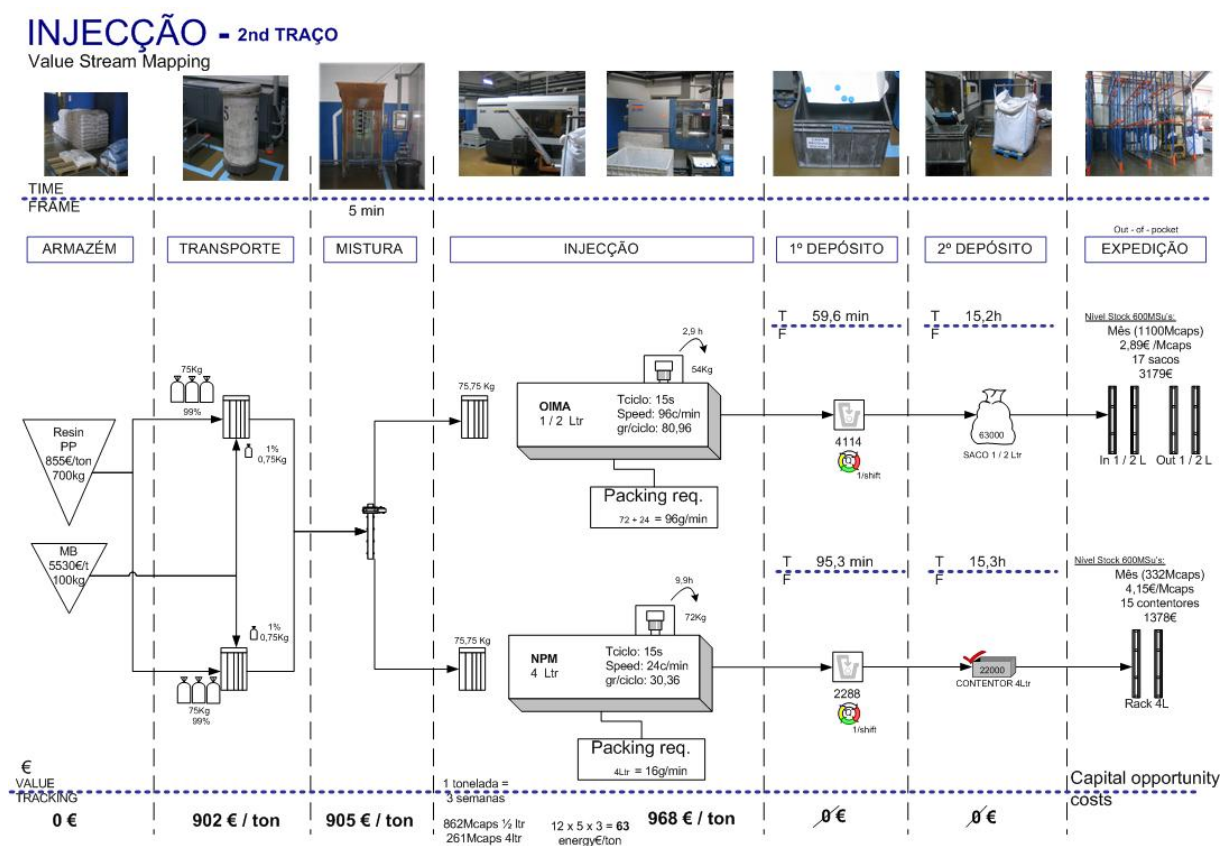 INJECÇÃO - 2nd TRAÇO
Value Stream Mapping
TIME
FRAME
5 min
ARMAZÉM
TRANSPORTE
MISTURA
INJECÇÃO
1º DEPÓSITO
2º DEPÓSITO
Out - of - pocket
EXPEDIÇÃO
T
F
59,6 min
T
F
15,2h
Nível Stock 600MSu's:
Mês (1100Mcaps)
2,89€ /Mcaps
17 sacos
3179€
75Kg
99%
1%
0,75Kg
75,75 Kg
2,9 h
54Kg
OIMA
1 / 2 Ltr
Tciclo: 15s
Speed: 96c/min
gr/ciclo: 80,96
Packing req.
72 + 24 = 96g/min
4114
1/shift
63000
SACO 1 / 2 Ltr
In 1 / 2 L
Out 1 / 2 L
Resin
PP
855€/ton
700kg
MB
5530€/t
100kg
T
F
95,3 min
T
F
15,3h
Nível Stock 600MSu's:
Mês (332Mcaps)
4,15€/Mcaps
15 contentores
1378€
1%
0,75Kg
75Kg
99%
75,75 Kg
9,9h
72Kg
NPM
4 Ltr
Tciclo: 15s
Speed: 24c/min
gr/ciclo: 30,36
Packing req.
4Ltr = 16g/min
2288
1/shift
22000
CONTENTOR 4Ltr
Rack 4L
€
VALUE
TRACKING
0 €
902 € / ton
905 € / ton
1 tonelada =
3 semanas
862Mcaps ½ ltr
261Mcaps 4ltr
12 x 5 x 3 = 63
energy€/ton
968 € / ton
0 €
0 €
Capital opportunity
costs